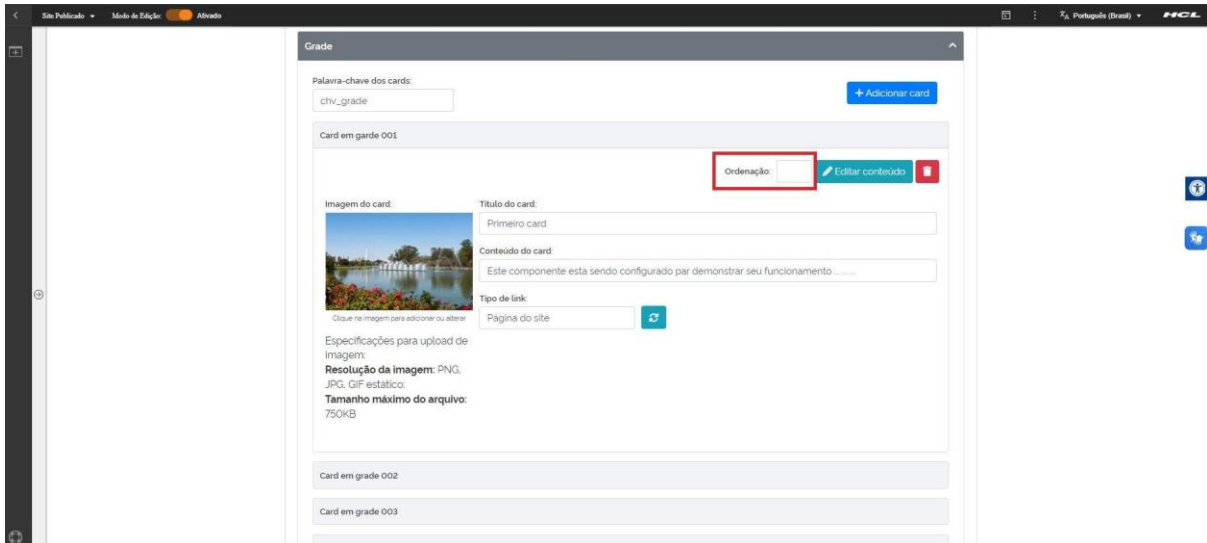 Site Publicado
Modo de Edição:
Ativado
Português (Brasil)
HCL
Grade
Palavra-chave dos cards:
chv_grade
+ Adicionar card
Card em garde 001
Ordenação:
Editar conteúdo
Imagem do card:
Título do card:
Primeiro card
Conteúdo do card:
Este componente esta sendo configurado par demonstrar seu funcionamento .........
Tipo de link:
Página do site
Clique na imagem para adicionar ou alterar
Especificações para upload de
imagem:
Resolução da imagem: PNG,
JPG, GIF estático;
Tamanho máximo do arquivo:
750KB
Card em grade 002
Card em grade 003